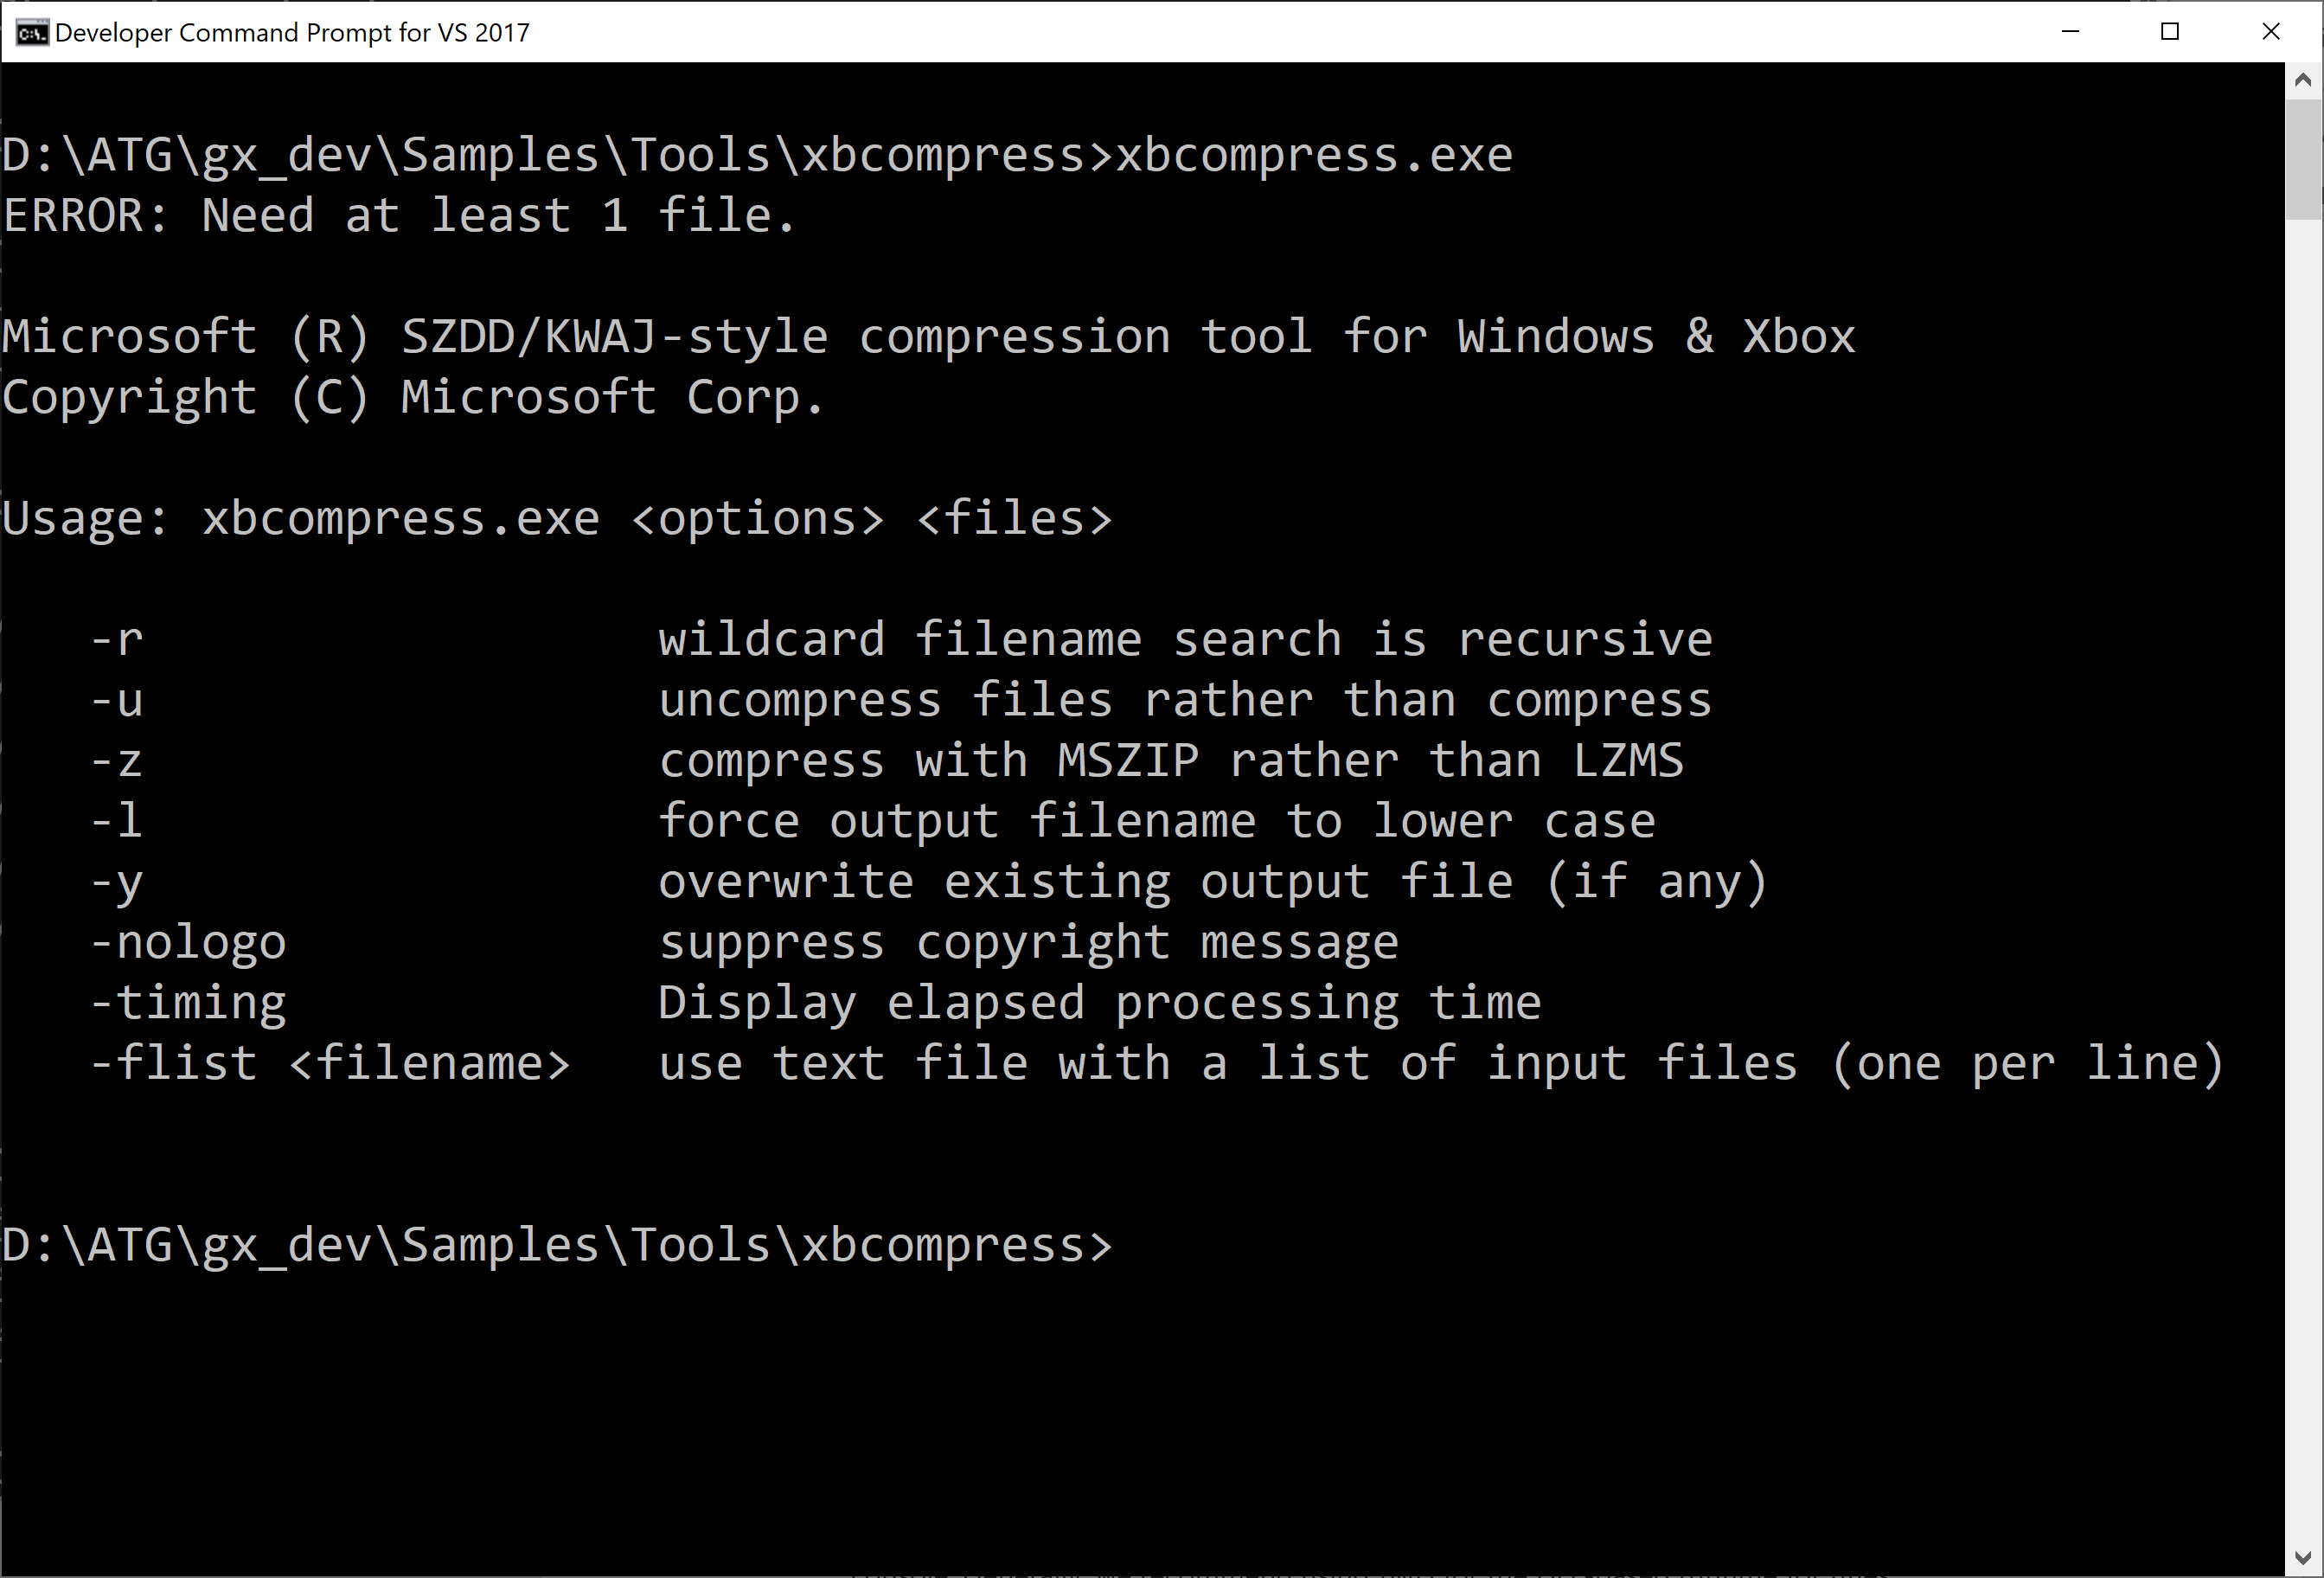 Developer Command Prompt for VS 2017
D:\ATG\gx_dev\Samples\Tools\xbcompress>xbcompress.exe
ERROR: Need at least 1 file.
Microsoft (R) SZDD/KWAJ-style compression tool for Windows & Xbox
Copyright (C) Microsoft Corp.
Usage: xbcompress.exe <options> <files>
-r wildcard filename search is recursive
-u uncompress files rather than compress
-z compress with MSZIP rather than LZMS
-l force output filename to lower case
-y overwrite existing output file (if any)
-nologo suppress copyright message
-timing Display elapsed processing time
-flist <filename> use text file with a list of input files (one per line)
D:\ATG\gx_dev\Samples\Tools\xbcompress>